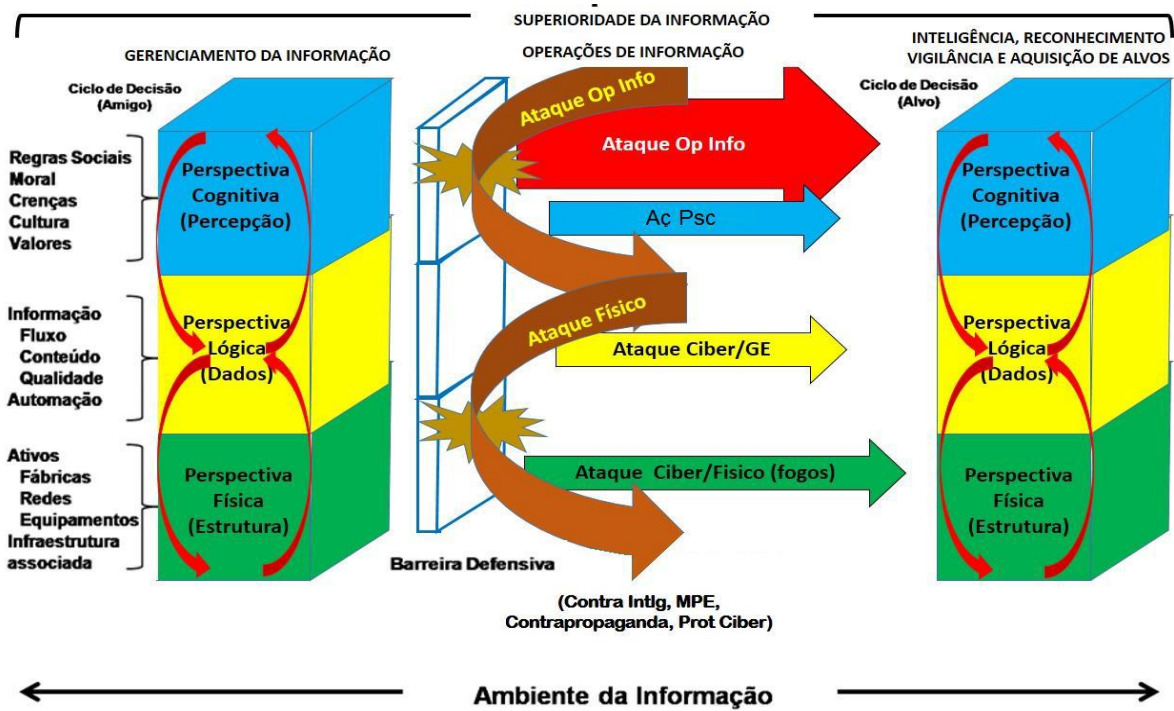 SUPERIORIDADE DA INFORMAÇÃO
GERENCIAMENTO DA INFORMAÇÃO
OPERAÇÕES DE INFORMAÇÃO
INTELIGÊNCIA, RECONHECIMENTO
VIGILÂNCIA E AQUISIÇÃO DE ALVOS
Ciclo de Decisão
(Amigo)
Regras Sociais
Moral
Crenças
Cultura
Valores
Informação
Fluxo
Conteúdo
Qualidade
Automação
Ativos
Fábricas
Redes
Equipamentos
Infraestrutura
associada
Perspectiva
Cognitiva
(Percepção)
Perspectiva
Lógica
(Dados)
Perspectiva
Física
(Estrutura)
Ataque Op Info
Ataque Op Info
Aç Psc
Ataque Físico
Ataque Ciber/GE
Ataque Ciber/Fisico (fogos)
Barreira Defensiva
(Contra Intlg, MPE,
Contrapropaganda, Prot Ciber)
Ciclo de Decisão
(Alvo)
Perspectiva
Cognitiva
(Percepção)
Perspectiva
Lógica
(Dados)
Perspectiva
Física
(Estrutura)
Ambiente da Informação